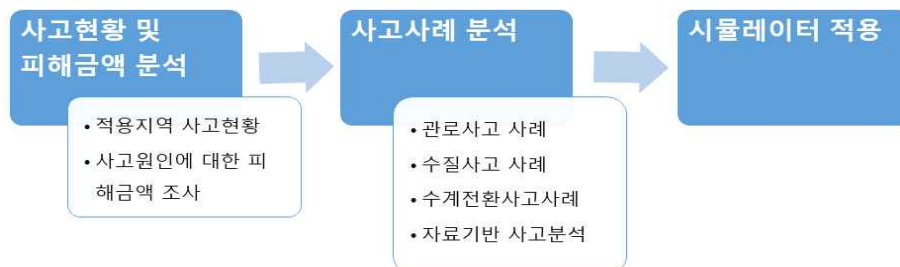 사고현황 및
피해금액 분석
• 적용지역 사고현황
• 사고원인에 대한 피
해금액 조사
사고사례 분석
• 관로사고 사례
• 수질사고 사례
• 수계전환사고사례
• 자료기반 사고분석
시뮬레이터 적용